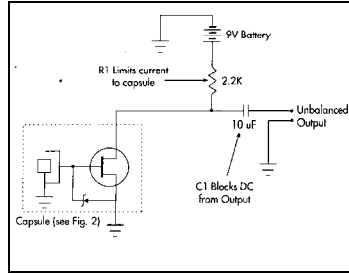 9V Battery
R1 Limits current
to capsule
2.2K
Unbalanced
Output
10 uF
C1 Blocks DC
from Output
Capsule (see Fig. 2)